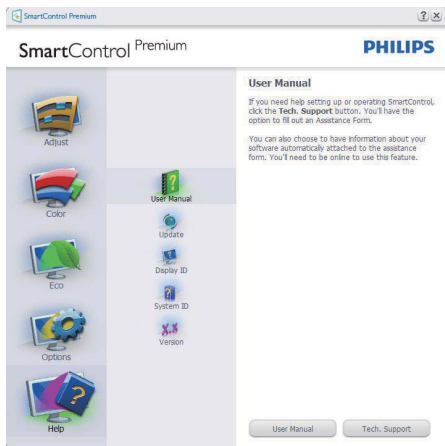 SmartControl Premium
SmartControl Premium
PHILIPS
Adjust
Color
Eco
Options
Help
User Manual
Update
Display ID
System ID
Version
User Manual
If you need help setting up or operating SmartControl,
click the Tech. Support button. You'll have the
option to fill out an Assistance Form.
You can also choose to have information about your
software automatically attached to the assistance
form. You'll need to be online to use this feature.
User Manual
Tech. Support